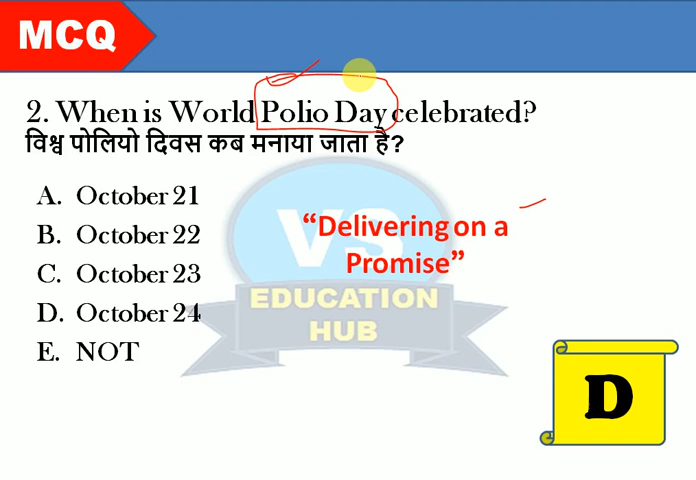 MCQ
2. When is World Polio Day celebrated?
विश्व पोलियो दिवस कब मनाया जाता है?
A. October 21
B. October 22
C. October 23
D. October 24
E. NOT
“Delivering on a
Promise”
VS
EDUCATION
HUB
D